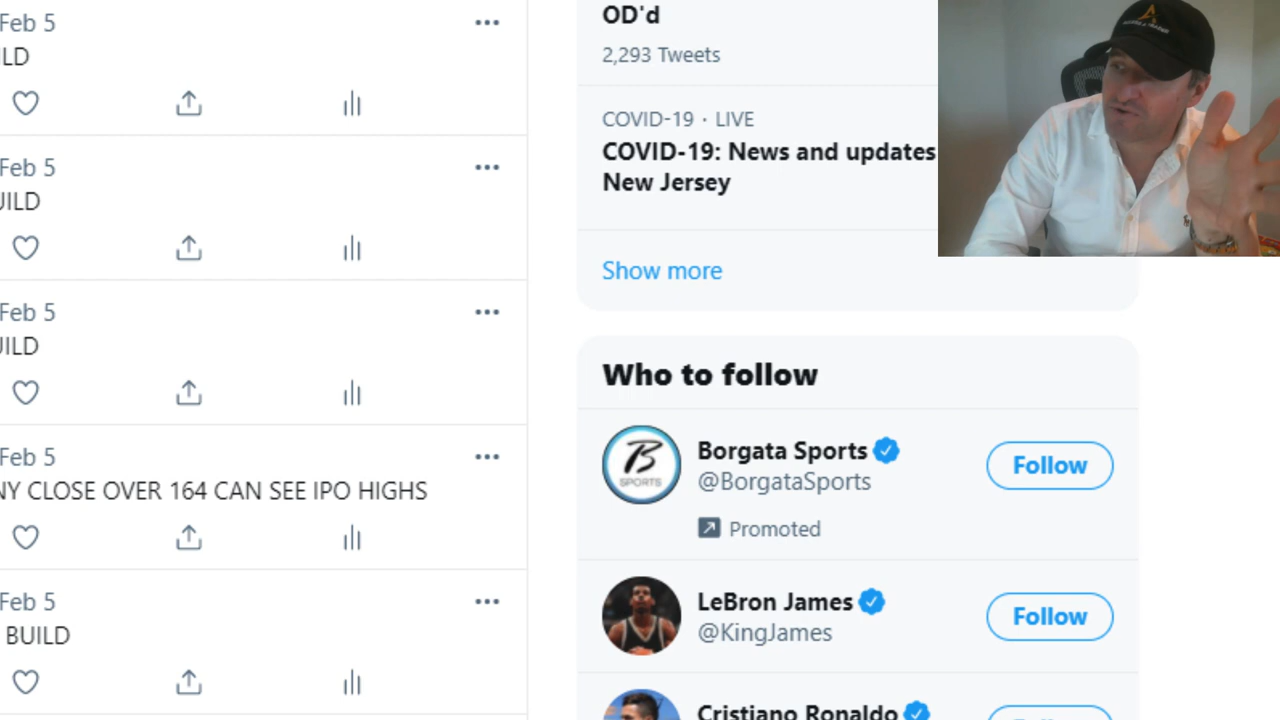 Feb 5
ILD
Feb 5
UILD
Feb 5
UILD
Feb 5
NY CLOSE OVER 164 CAN SEE IPO HIGHS
Feb 5
BUILD
OD'd
2,293 Tweets
COVID-19 · LIVE
COVID-19: News and updates
New Jersey
Show more
Who to follow
B
SPORTS
Borgata Sports
@BorgataSports
Follow
Promoted
LeBron James
@KingJames
Follow
Cristiano Ronaldo